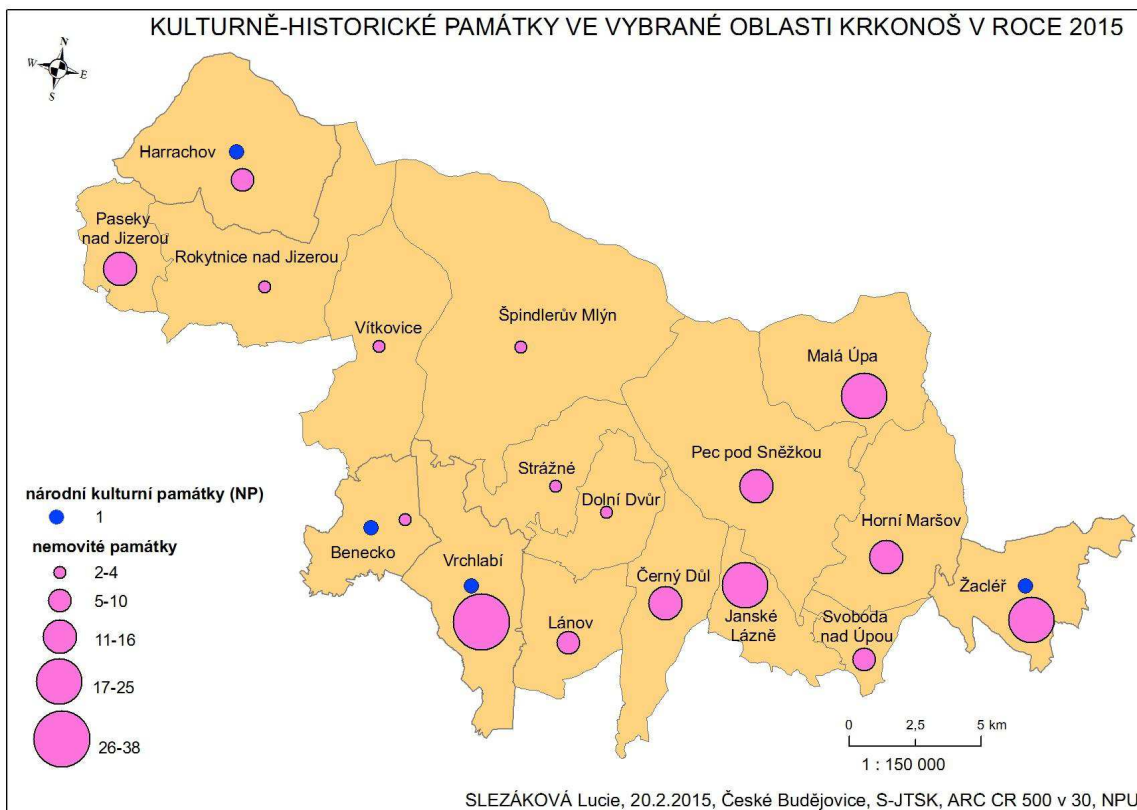 KULTURNĚ-HISTORICKÉ PAMÁTKY VE VYBRANÉ OBLASTI KRKONOŠ V ROCE 2015
N
W
E
S
Harrachov
Paseky
nad Jizerou
Rokytnice nad Jizerou
Vítkovice
Špindlerův Mlýn
Malá Úpa
Pec pod Sněžkou
Strážné
Dolní Dvůr
Horní Maršov
Benecko
Vrchlabí
Černý Důl
Žacléř
Lánov
Janské
Lázně
Svoboda
nad Úpou
národní kulturní památky (NP)
1
nemovité památky
2-4
5-10
11-16
17-25
26-38
0 2,5 5 km
1 : 150 000
SLEZÁKOVÁ Lucie, 20.2.2015, České Budějovice, S-JTSK, ARC CR 500 v 30, NPU